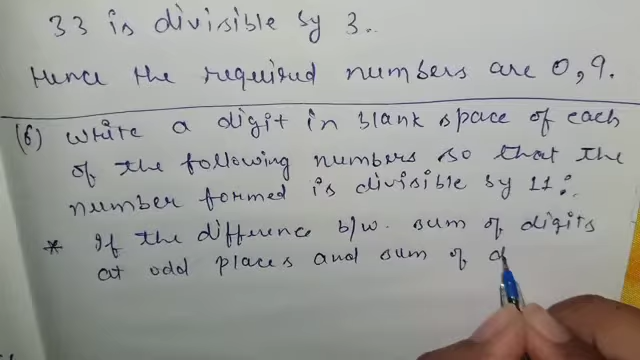 33 is divisible by 3.
Hence the required numbers are 0, 9.
(6) Write a digit in blank space of each
of the following numbers so that the
number formed is divisible by 11:
* If the difference b/w. sum of digits
at odd places and sum of d